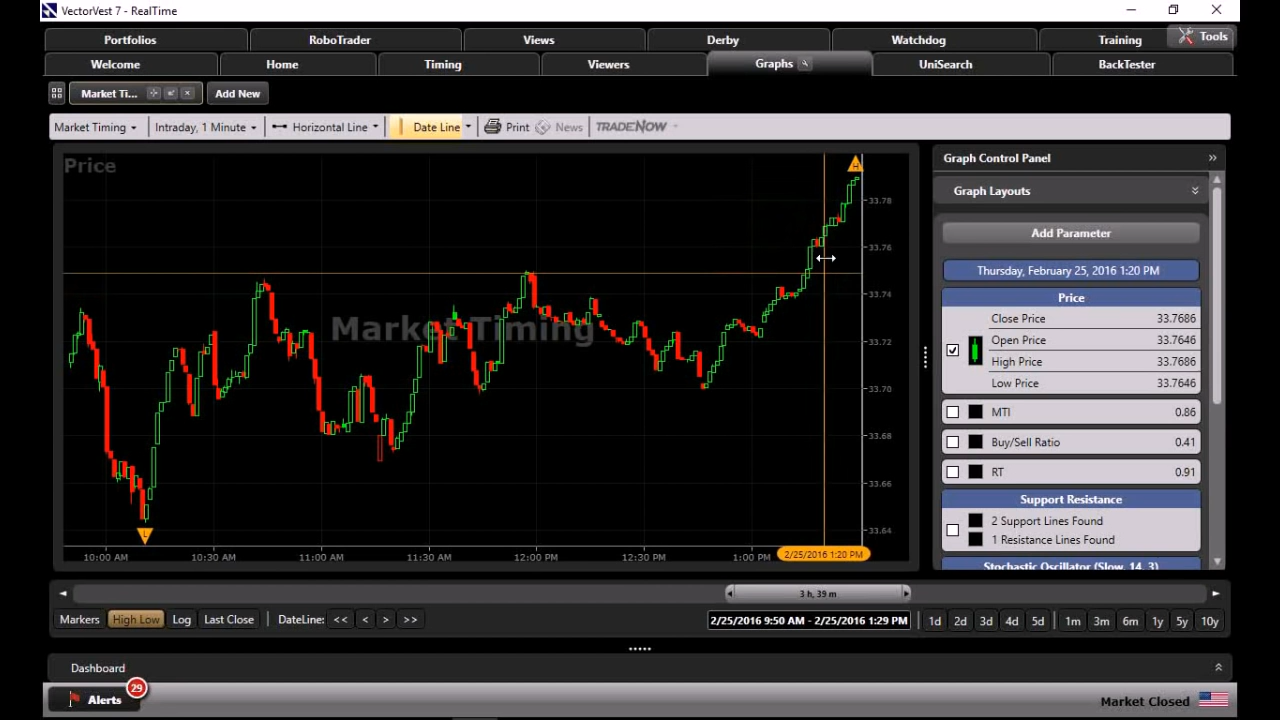 VectorVest 7 - RealTime
Portfolios RoboTrader Views Derby Watchdog Training Tools
Welcome Home Timing Viewers Graphs UniSearch BackTester
Market Ti... Add New
Market Timing Intraday, 1 Minute Horizontal Line Date Line Print News TRADENOW
Price
Market Timing
33.78
33.76
33.74
33.72
33.70
33.68
33.66
33.64
H
L
10:00 AM 10:30 AM 11:00 AM 11:30 AM 12:00 PM 12:30 PM 1:00 PM 2/25/2016 1:20 PM
Graph Control Panel
Graph Layouts
Add Parameter
Thursday, February 25, 2016 1:20 PM
Price
Close Price 33.7686
Open Price 33.7646
High Price 33.7686
Low Price 33.7646
MTI 0.86
Buy/Sell Ratio 0.41
RT 0.91
Support Resistance
2 Support Lines Found
1 Resistance Lines Found
Stochastic Oscillator (Slow, 14, 3)
3 h, 39 m
Markers High Low Log Last Close DateLine: << < > >> 2/25/2016 9:50 AM - 2/25/2016 1:29 PM 1d 2d 3d 4d 5d 1m 3m 6m 1y 5y 10y
Dashboard
Alerts 29 Market Closed